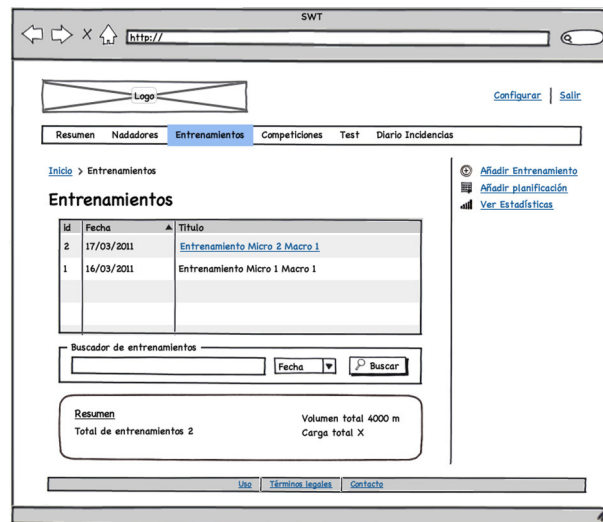 SWT
http://
Logo
Configurar Salir
Resumen Nadadores Entrenamientos Competiciones Test Diario Incidencias
Inicio > Entrenamientos
Añadir Entrenamiento
Añadir planificación
Ver Estadísticas
Entrenamientos
id Fecha Titulo
2 17/03/2011 Entrenamiento Micro 2 Macro 1
1 16/03/2011 Entrenamiento Micro 1 Macro 1
Buscador de entrenamientos
Fecha Buscar
Resumen
Volumen total 4000 m
Total de entrenamientos 2
Carga total X
Uso Términos legales Contacto